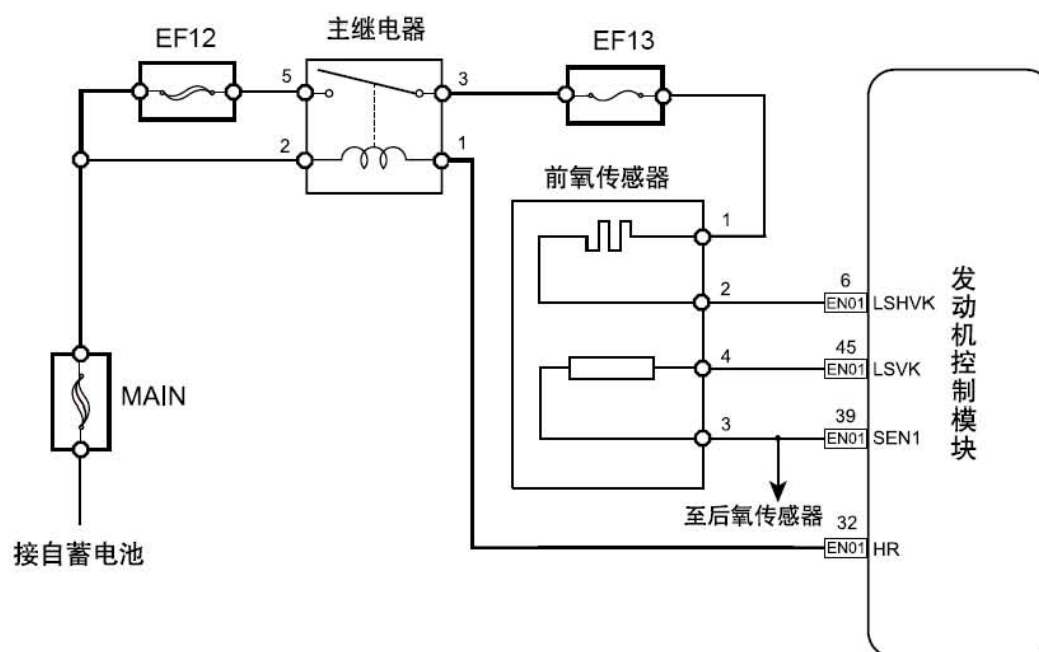 主继电器
EF12
EF13
5
3
2
1
前氧传感器
1
6
2
EN01 LSHVK
45
4
EN01 LSVK
39
3
EN01 SEN1
MAIN
发动机控制模块
至后氧传感器
32
EN01 HR
接自蓄电池